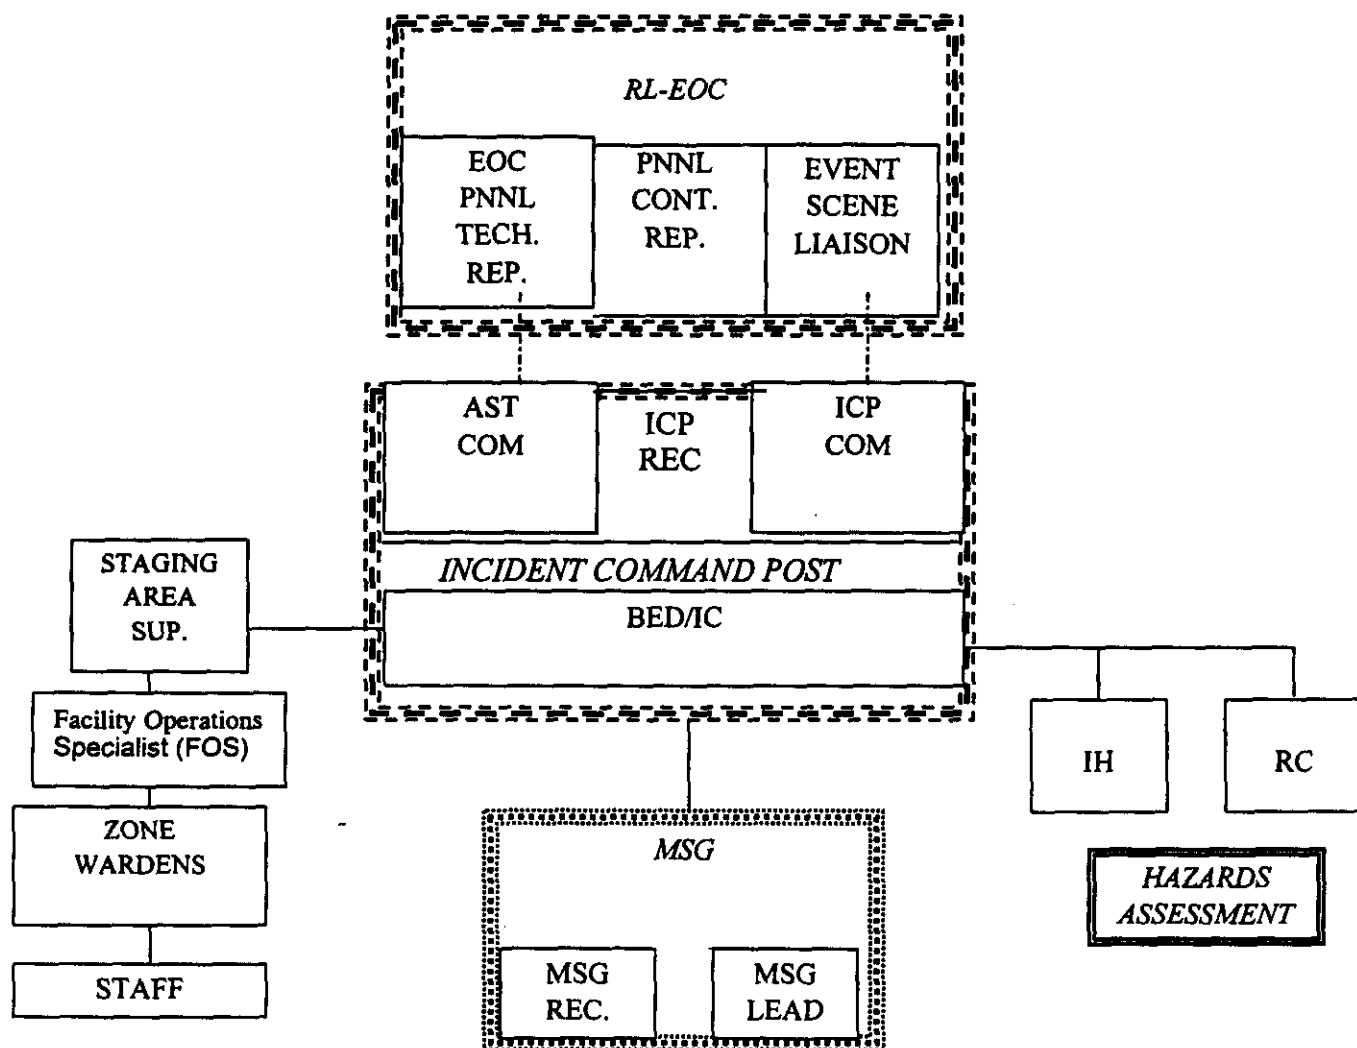 RL-EOC
EOC
PNNL
TECH.
REP.
PNNL
CONT.
REP.
EVENT
SCENE
LIAISON
AST
COM
ICP
REC
ICP
COM
INCIDENT COMMAND POST
BED/IC
STAGING
AREA
SUP.
Facility Operations
Specialist (FOS)
ZONE
WARDENS
STAFF
IH
RC
HAZARDS
ASSESSMENT
MSG
MSG
REC.
MSG
LEAD